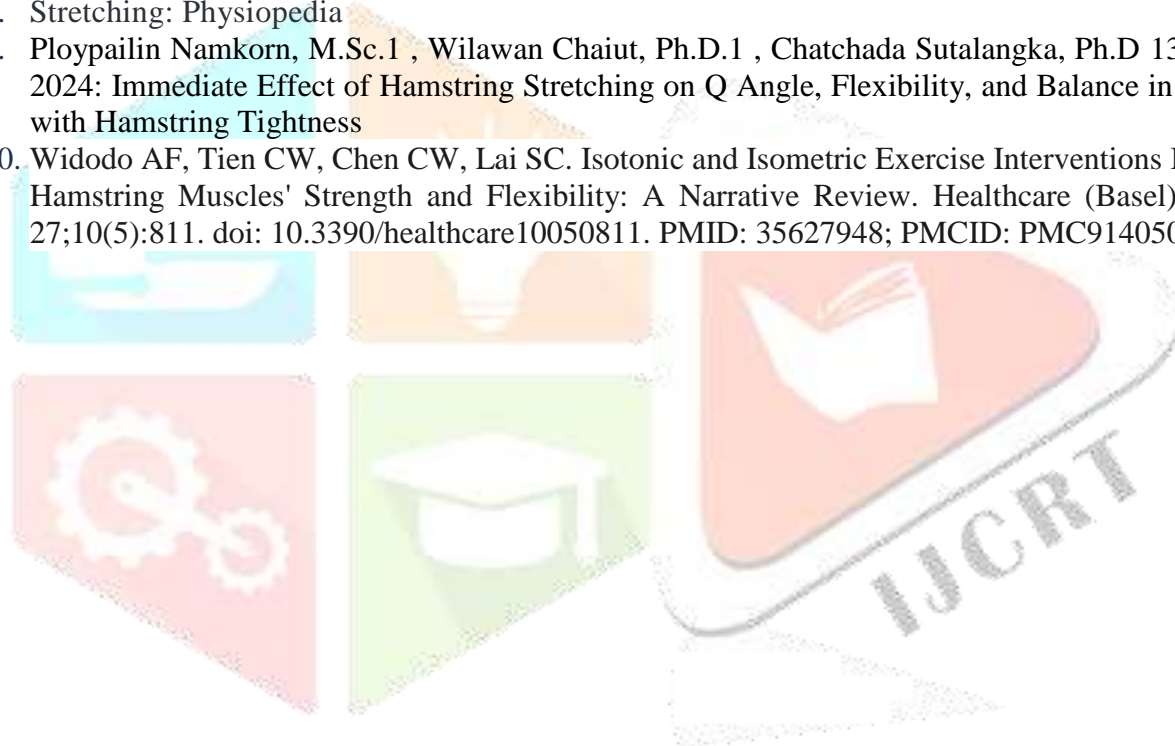 . Stretching: Physiopedia
. Ploypailin Namkorn, M.Sc.1 , Wilawan Chaiut, Ph.D.1 , Chatchada Sutalangka, Ph.D 13
2024: Immediate Effect of Hamstring Stretching on Q Angle, Flexibility, and Balance in
with Hamstring Tightness
0. Widodo AF, Tien CW, Chen CW, Lai SC. Isotonic and Isometric Exercise Interventions
Hamstring Muscles' Strength and Flexibility: A Narrative Review. Healthcare (Basel)
27;10(5):811. doi: 10.3390/healthcare10050811. PMID: 35627948; PMCID: PMC914050
IJCRT